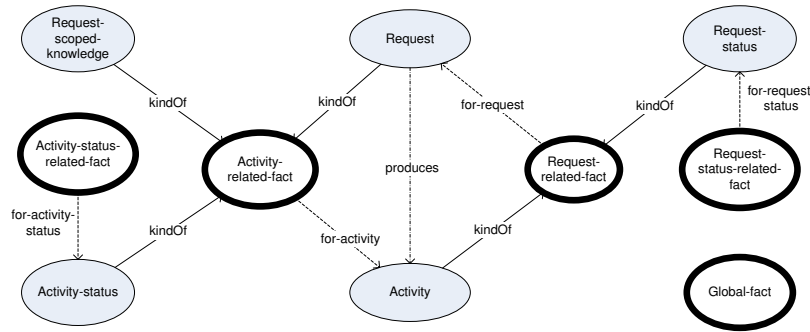 Request-
scoped-
knowledge
Request
Request-
status
kindOf
kindOf
for-request
kindOf
for-request
status
Activity-status-
related-fact
Activity-
related-fact
produces
Request-
related-fact
Request-
status-related-
fact
for-activity-
status
kindOf
for-activity
kindOf
Activity-status
Activity
Global-fact